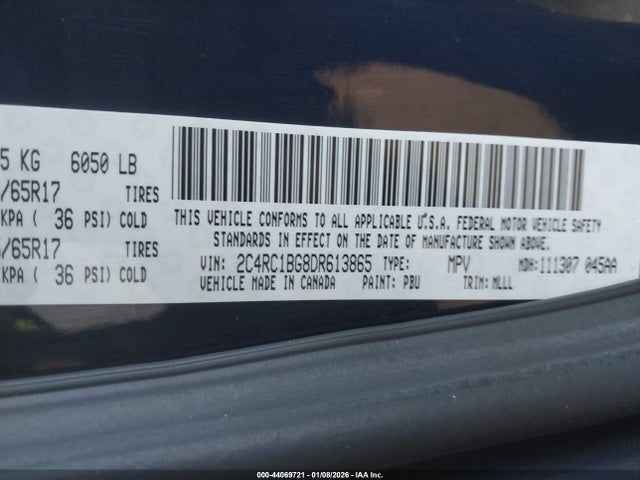 5 KG 6050 LB
/65R17 TIRES
KPA ( 36 PSI) COLD
/65R17 TIRES
KPA ( 36 PSI) COLD
THIS VEHICLE CONFORMS TO ALL APPLICABLE U.S.A. FEDERAL MOTOR VEHICLE SAFETY
STANDARDS IN EFFECT ON THE DATE OF MANUFACTURE SHOWN ABOVE.
VIN: 2C4RC1BG8DR613865 TYPE: MPV MDH: 111307 045AA
VEHICLE MADE IN CANADA PAINT: PBU TRIM: MLLL
000-44069721 - 01/08/2026 - © IAA Inc.